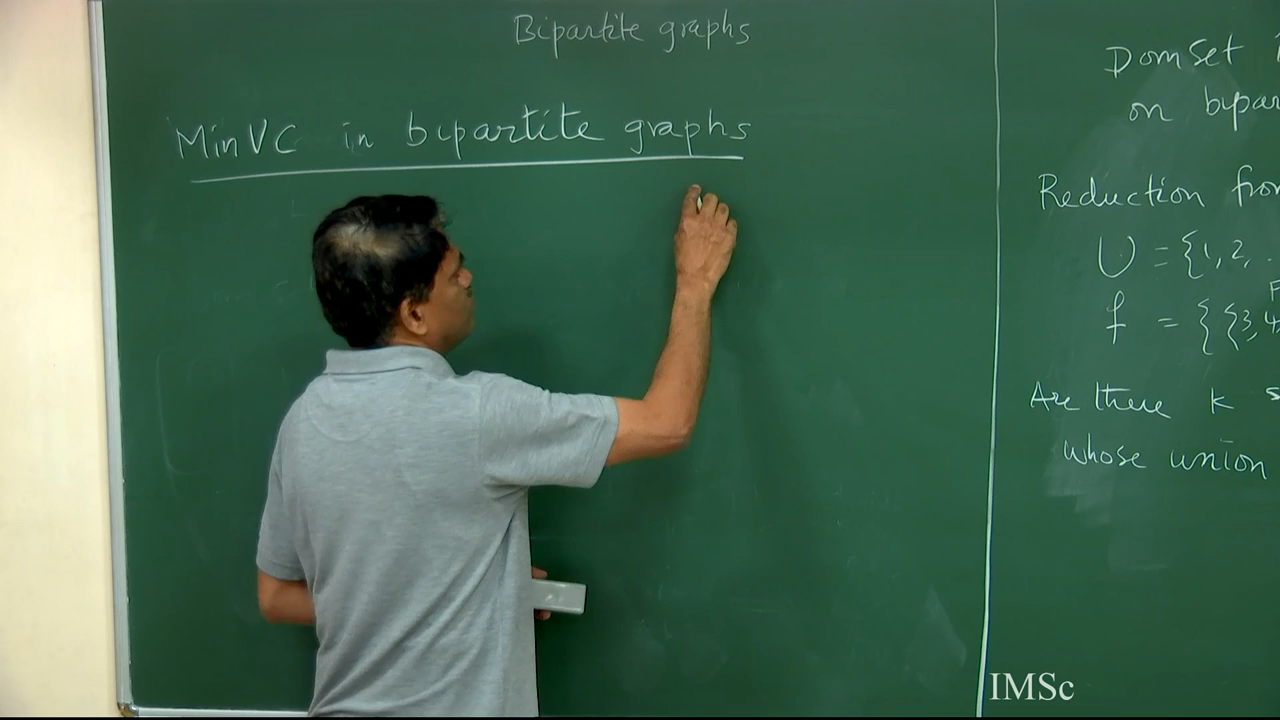 Bipartite graphs
MinVC in bipartite graphs
DomSet
on bipar
Reduction from
U = {1, 2, .
f = { {3, 4,
Are there k s
whose union
IMSc